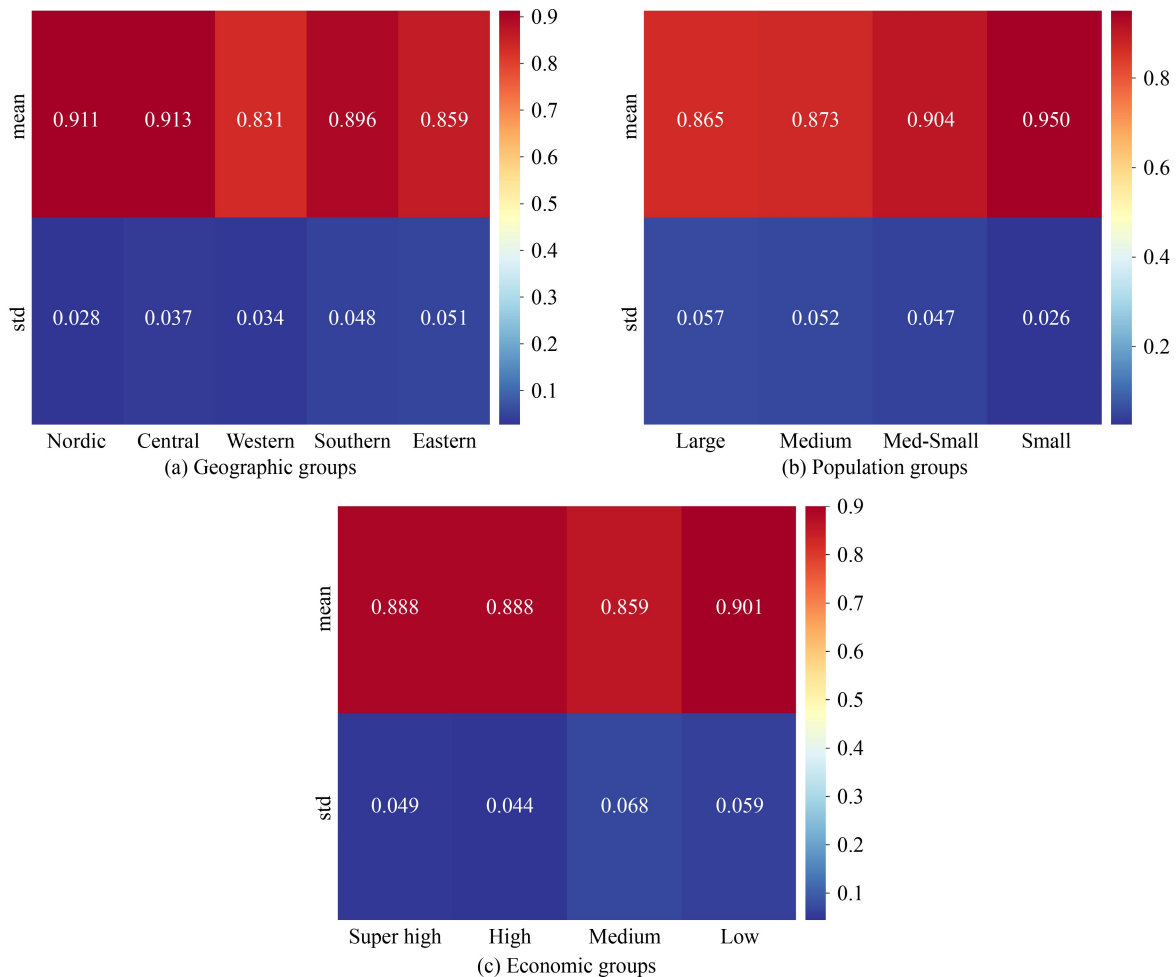 0.9
0.8
0.7
0.6
0.5
0.4
0.3
0.2
0.1
mean
0.911 0.913 0.831 0.896 0.859
std
0.028 0.037 0.034 0.048 0.051
Nordic Central Western Southern Eastern
(a) Geographic groups
0.8
0.6
0.4
0.2
mean
0.865 0.873 0.904 0.950
std
0.057 0.052 0.047 0.026
Large Medium Med-Small Small
(b) Population groups
0.9
0.8
0.7
0.6
0.5
0.4
0.3
0.2
0.1
mean
0.888 0.888 0.859 0.901
std
0.049 0.044 0.068 0.059
Super high High Medium Low
(c) Economic groups